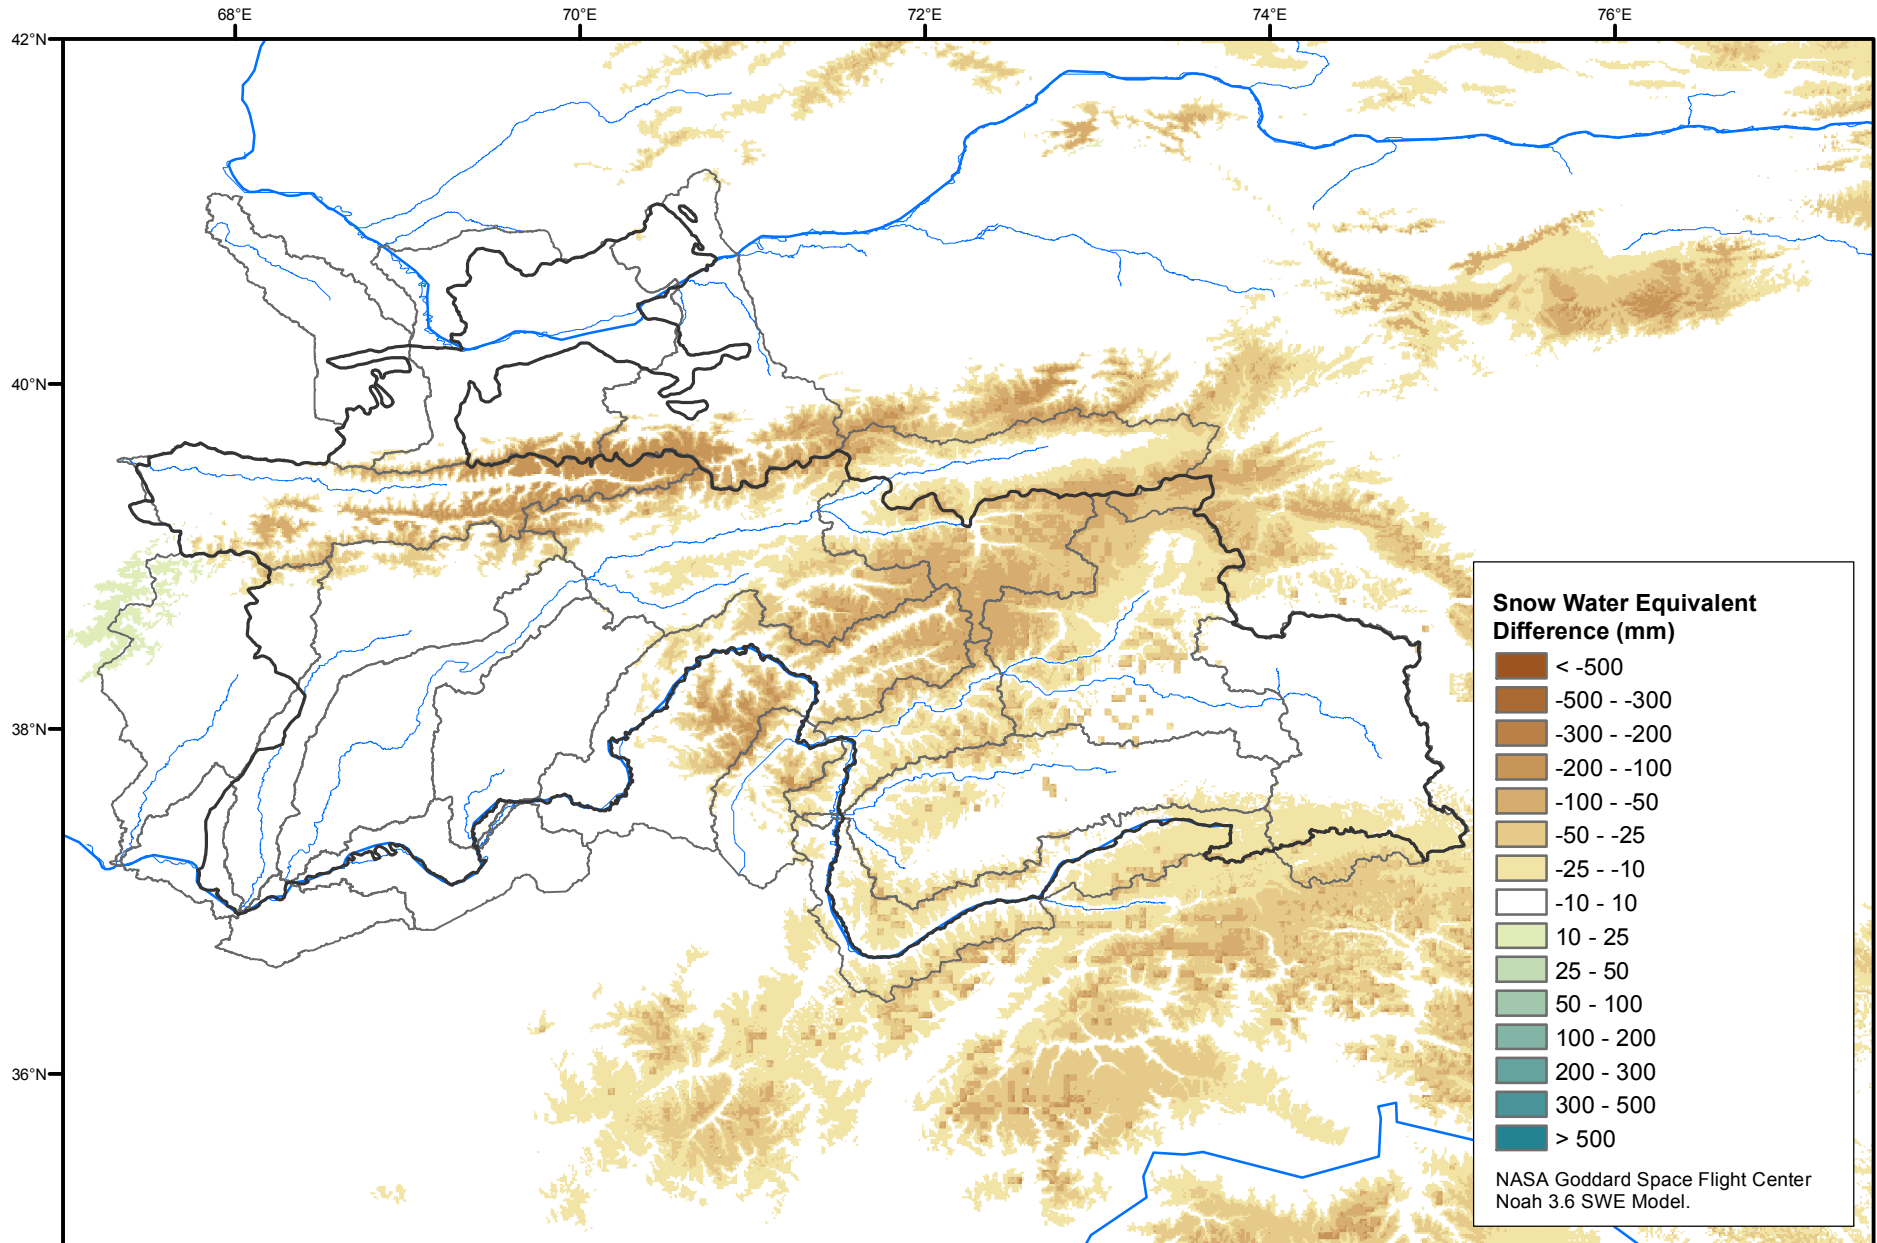 68°E 70°E 72°E 74°E 76°E
42°N
40°N
38°N
36°N
Snow Water Equivalent
Difference (mm)
< -500
-500 - -300
-300 - -200
-200 - -100
-100 - -50
-50 - -25
-25 - -10
-10 - 10
10 - 25
25 - 50
50 - 100
100 - 200
200 - 300
300 - 500
> 500
NASA Goddard Space Flight Center
Noah 3.6 SWE Model.